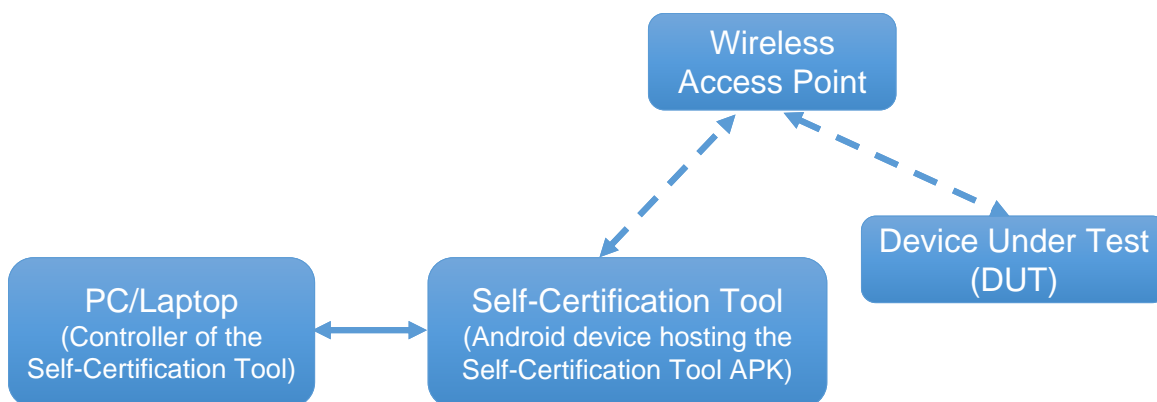 Wireless
Access Point
Device Under Test
(DUT)
PC/Laptop
(Controller of the
Self-Certification Tool)
Self-Certification Tool
(Android device hosting the
Self-Certification Tool APK)